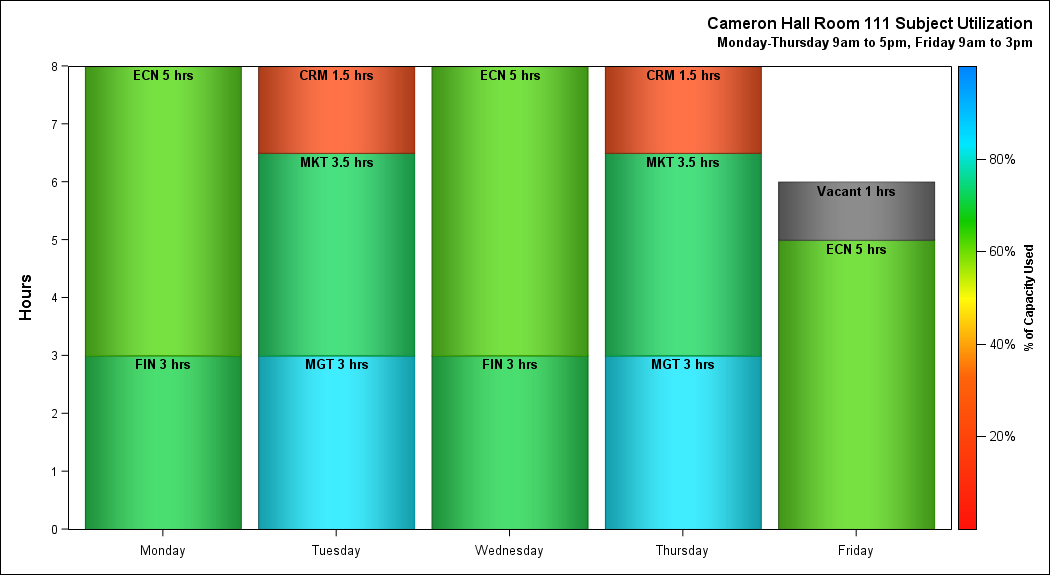 Cameron Hall Room 111 Subject Utilization
Monday-Thursday 9am to 5pm, Friday 9am to 3pm
Hours
8
7
6
5
4
3
2
1
0
ECN 5 hrs
FIN 3 hrs
CRM 1.5 hrs
MKT 3.5 hrs
MGT 3 hrs
ECN 5 hrs
FIN 3 hrs
CRM 1.5 hrs
MKT 3.5 hrs
MGT 3 hrs
Vacant 1 hrs
ECN 5 hrs
Monday
Tuesday
Wednesday
Thursday
Friday
80%
60%
40%
20%
% of Capacity Used